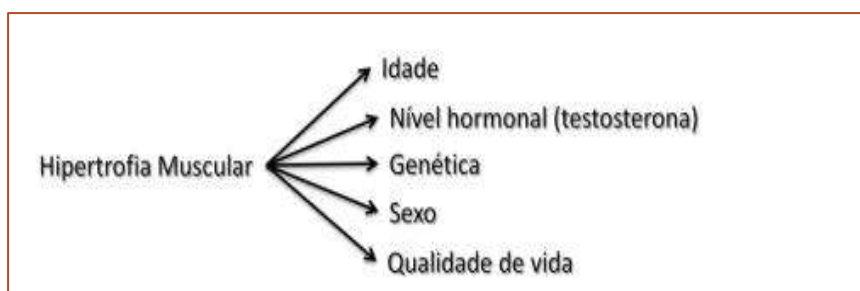 Idade
Nível hormonal (testosterona)
Hipertrofia Muscular
Genética
Sexo
Qualidade de vida